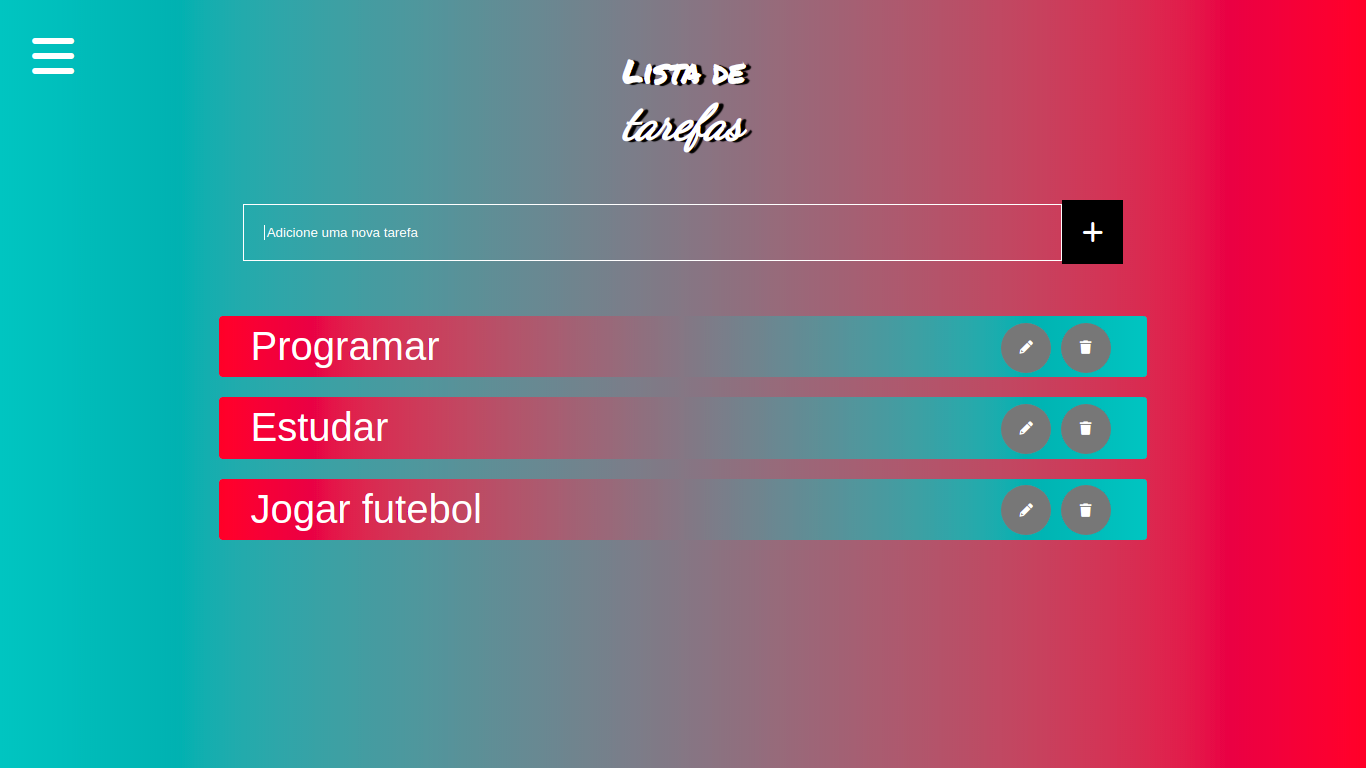 Lista de
tarefas
Adicione uma nova tarefa
Programar
Estudar
Jogar futebol